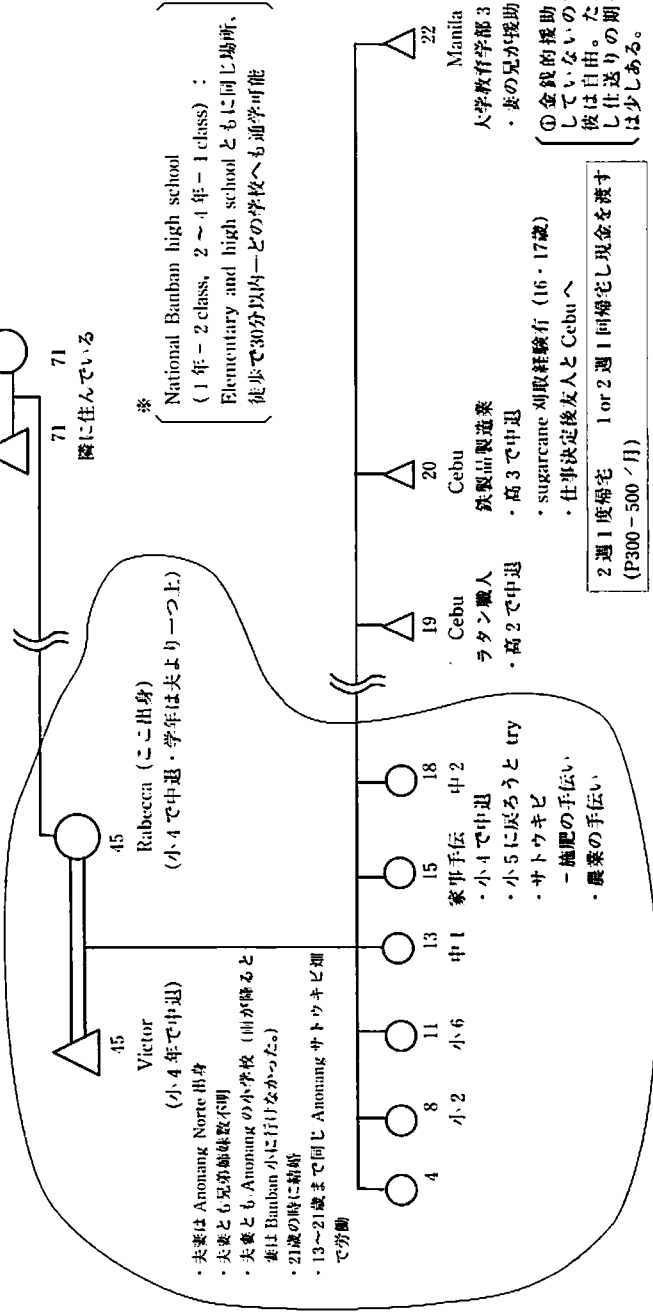 71
71
隣に住んでいる
※
National Banban high school
(1年−2 class, 2〜4年−1 class) :
Elementary and high school ともに同じ場所、
徒歩で30分以内―どの学校へも通学可能
45
Victor
(小4年で中退)
45
Rabecca (ここ出身)
(小4で中退・学年は夫より一つ上)
・夫妻は Anonang Norte 出身
・夫妻とも兄弟姉妹数不明
・夫妻とも Anonang の小学校 (雨が降ると
妻は Banban 小に行けなかった。)
・21歳の時に結婚
・13〜21歳まで同じ Anonang サトウキビ畑
で労働
4
8
小2
11
小6
13
中1
15
家事手伝
・小4で中退
・小5に戻ろうと try
・サトウキビ
−施肥の手伝い
・農業の手伝い
18
中2
19
Cebu
ラタン職人
・高2で中退
20
Cebu
鉄製品製造業
・高3で中退
・sugarcane 刈取経験有 (16・17歳)
・仕事決定後友人と Cebu へ
2週1度帰宅 1 or 2週1回帰宅し現金を渡す
(P300−500/月)
22
Manila
大学教育学部3
・妻の兄が援助
①金銭的援助
していないの
彼は自由。た
し仕送りの期
は少しある。